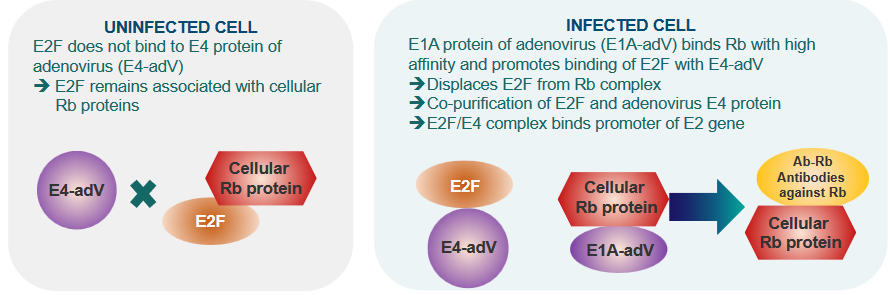 UNINFECTED CELL
E2F does not bind to E4 protein of
adenovirus (E4-adV)
➔ E2F remains associated with cellular
Rb proteins
E4-adV
Cellular
Rb protein
E2F
INFECTED CELL
E1A protein of adenovirus (E1A-adV) binds Rb with high
affinity and promotes binding of E2F with E4-adV
➔Displaces E2F from Rb complex
➔Co-purification of E2F and adenovirus E4 protein
➔E2F/E4 complex binds promoter of E2 gene
E2F
E4-adV
Cellular
Rb protein
E1A-adV
Ab-Rb
Antibodies
against Rb
Cellular
Rb protein